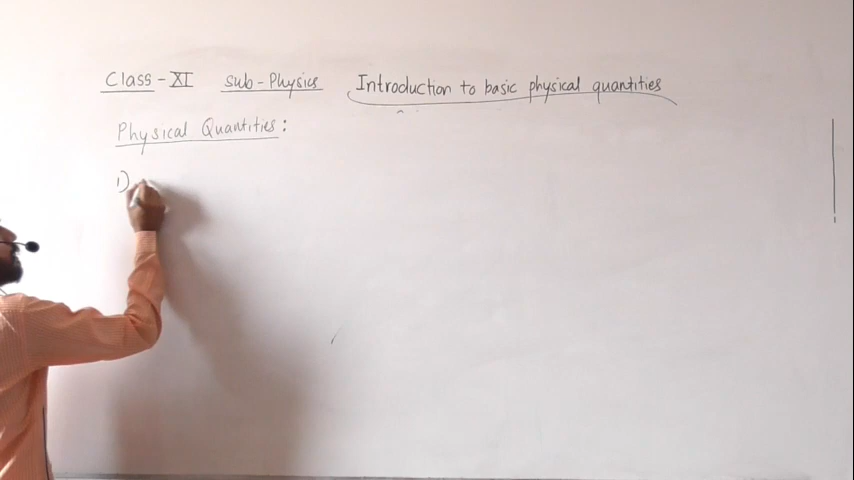 Class-XI sub-Physics Introduction to basic physical quantities
Physical Quantities:
1)